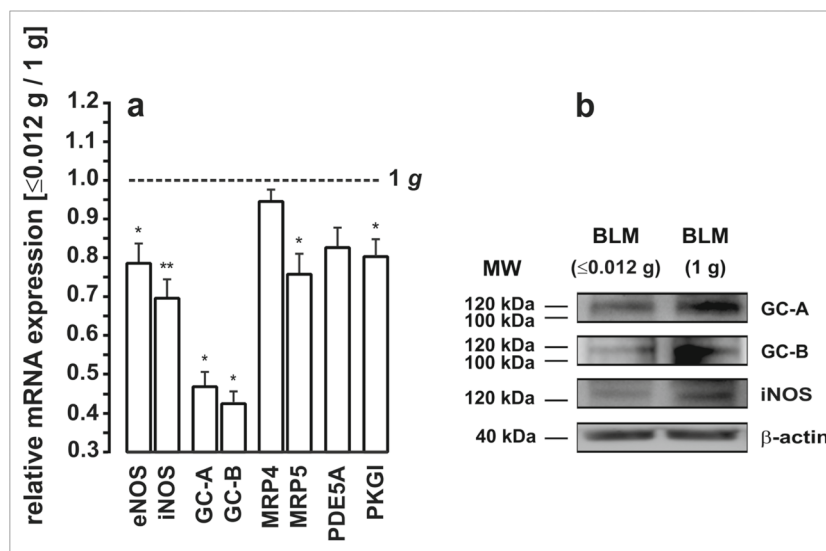 relative mRNA expression [≤0.012 g / 1 g]
a
1.2
1.1
1.0
0.9
0.8
0.7
0.6
0.5
0.4
0.3
1 g
*
**
*
*
*
*
eNOS
iNOS
GC-A
GC-B
MRP4
MRP5
PDE5A
PKGI
b
MW
BLM
(≤0.012 g)
BLM
(1 g)
120 kDa
100 kDa
GC-A
120 kDa
100 kDa
GC-B
120 kDa
iNOS
40 kDa
β-actin